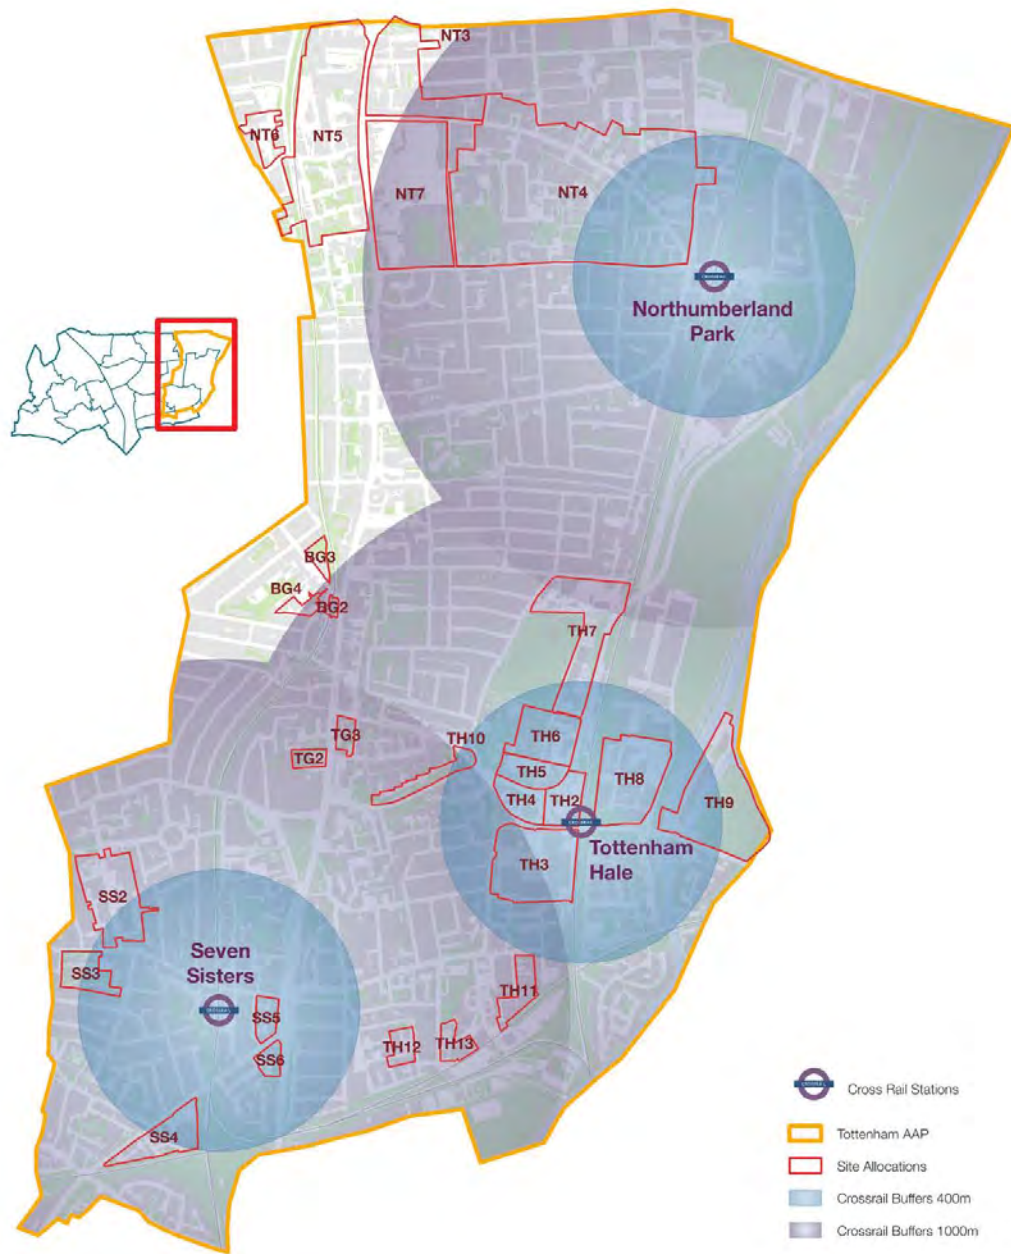 NT3
NT6
NT5
NT7
NT4
Northumberland
Park
BG3
BG4
BG2
TH7
TG3
TG2
TH10
TH6
TH5
TH4
TH2
TH8
TH9
Tottenham
Hale
TH3
SS2
Seven
Sisters
SS3
SS5
SS6
TH11
TH12
TH13
SS4
Cross Rail Stations
Tottenham AAP
Site Allocations
Crossrail Buffers 400m
Crossrail Buffers 1000m